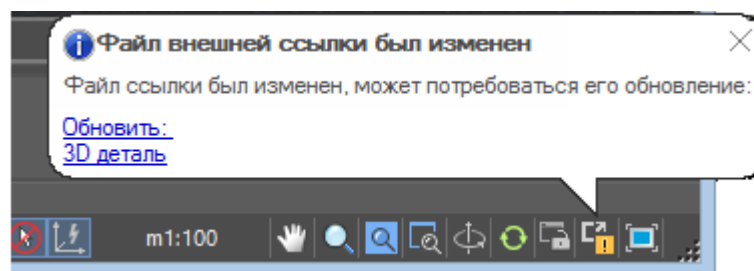 Файл внешней ссылки был изменен
Файл ссылки был изменен, может потребоваться его обновление:
Обновить:
3D деталь
m1:100